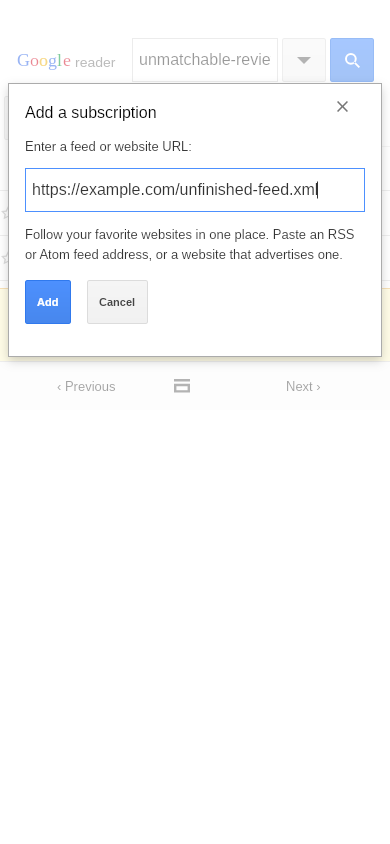 Google reader
unmatchable-revie
Add a subscription
Enter a feed or website URL:
https://example.com/unfinished-feed.xml
Follow your favorite websites in one place. Paste an RSS
or Atom feed address, or a website that advertises one.
Add Cancel
‹ Previous Next ›